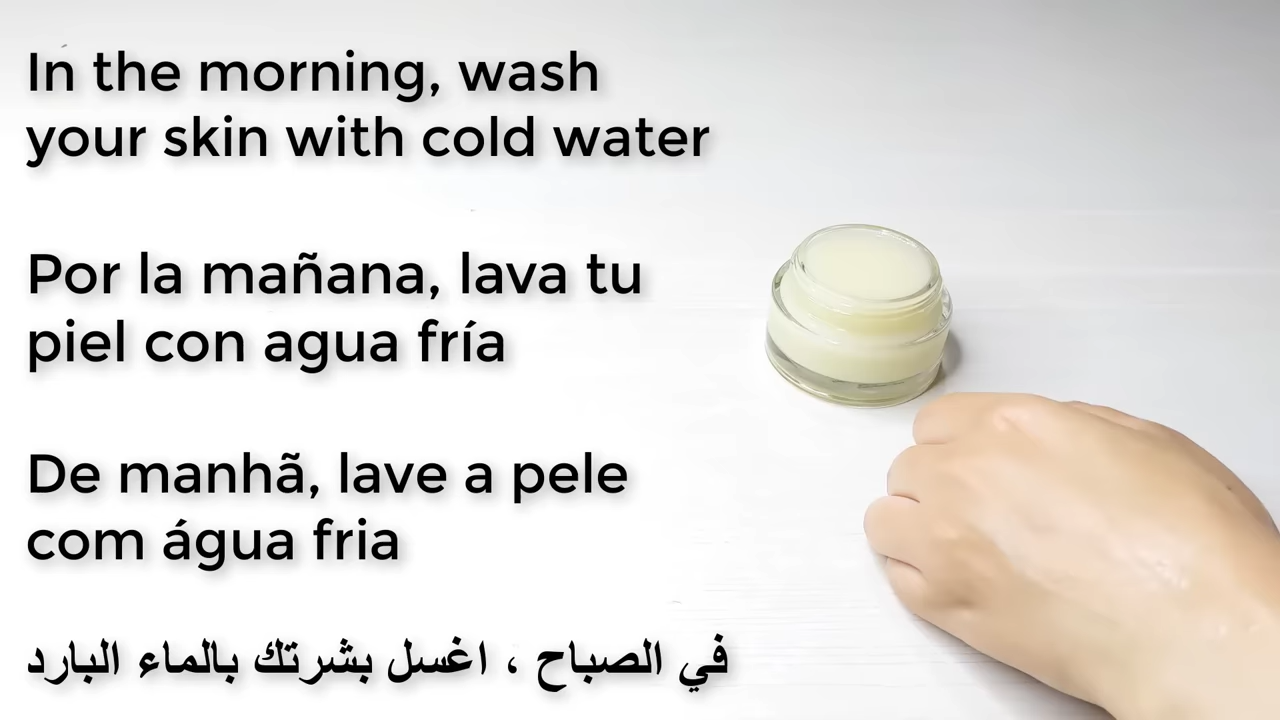 In the morning, wash
your skin with cold water
Por la mañana, lava tu
piel con agua fría
De manhã, lave a pele
com água fria
في الصباح ، اغسل بشرتك بالماء البارد